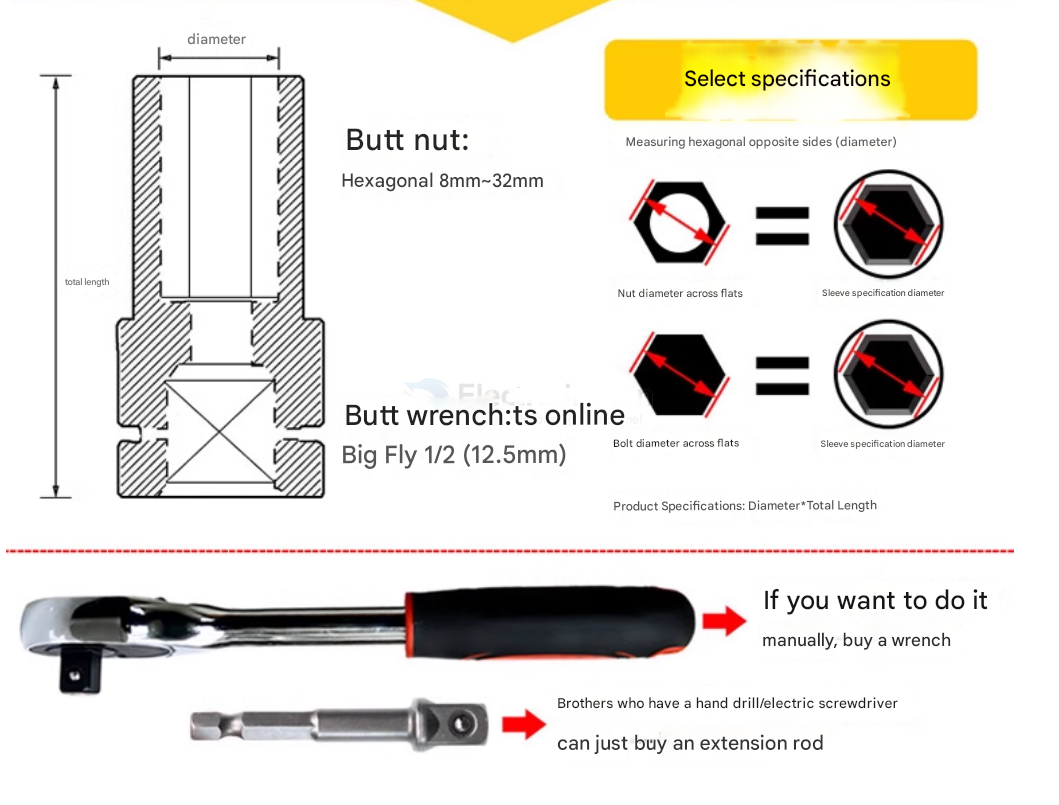 diameter
total length
Butt nut:
Hexagonal 8mm~32mm
Butt wrench:ts online
Big Fly 1/2 (12.5mm)
Select specifications
Measuring hexagonal opposite sides (diameter)
Nut diameter across flats
Sleeve specification diameter
Bolt diameter across flats
Sleeve specification diameter
Product Specifications: Diameter*Total Length
If you want to do it
manually, buy a wrench
Brothers who have a hand drill/electric screwdriver
can just buy an extension rod